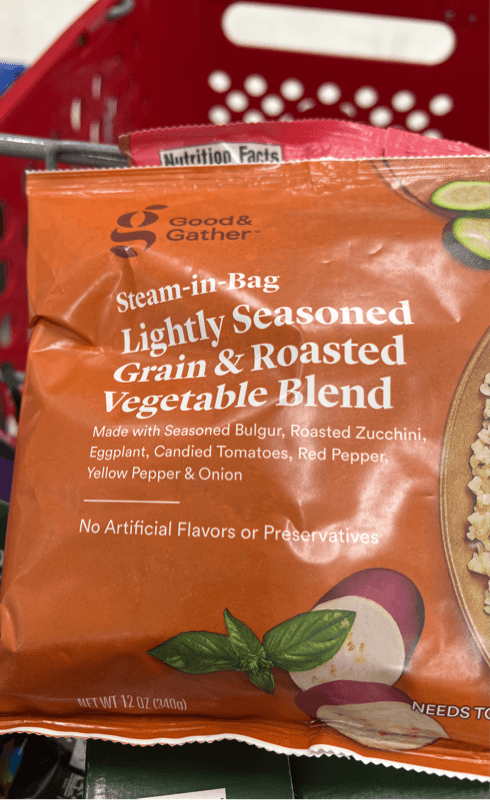 Nutrition Facts
Good&
Gather™
Steam-in-Bag
Lightly Seasoned
Grain & Roasted
Vegetable Blend
Made with Seasoned Bulgur, Roasted Zucchini,
Eggplant, Candied Tomatoes, Red Pepper,
Yellow Pepper & Onion
No Artificial Flavors or Preservatives
NET WT 12 OZ (340g)
NEEDS TO